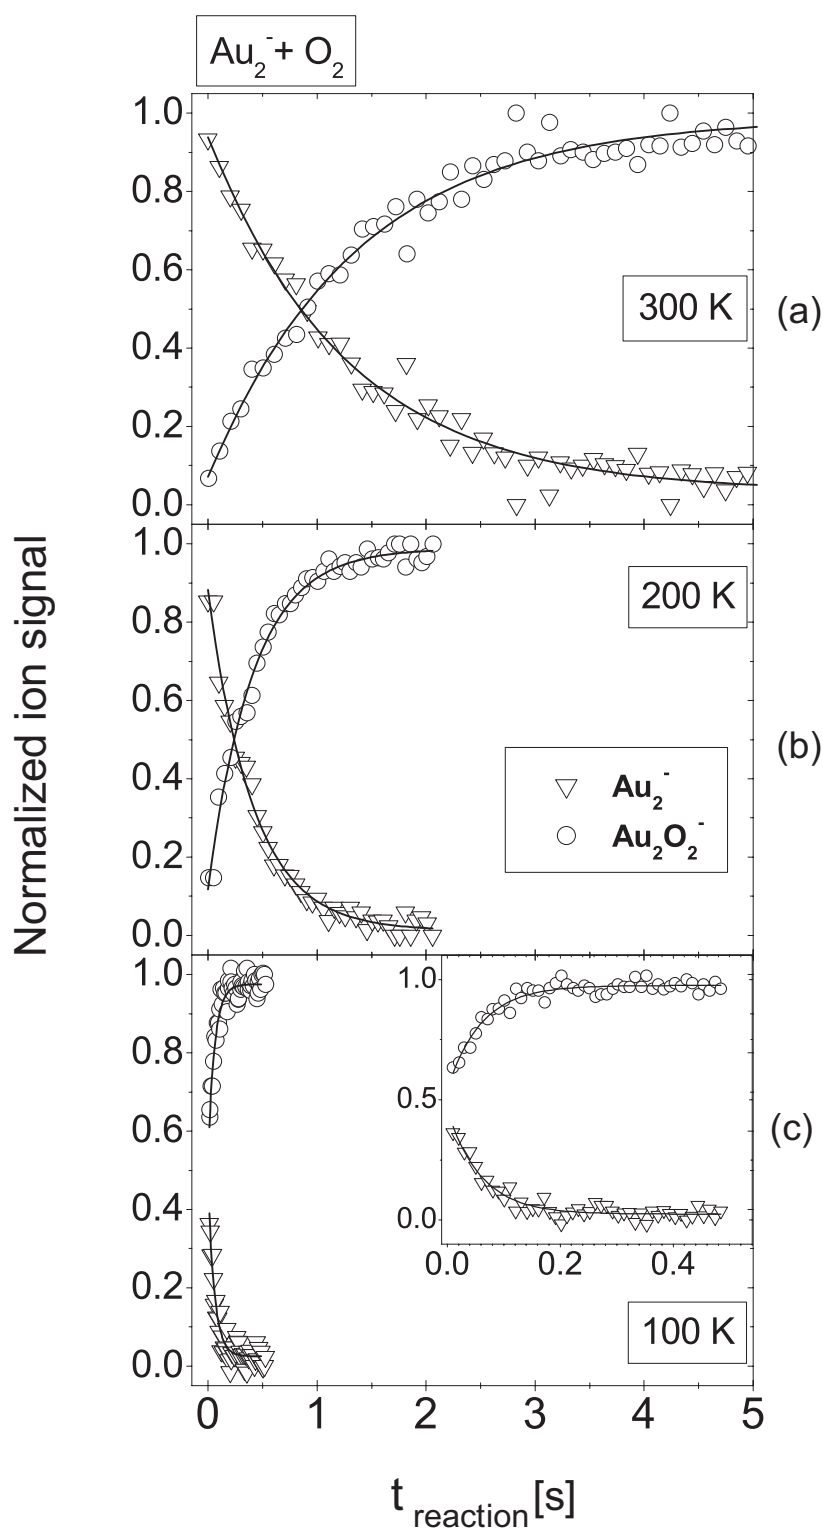 Au₂⁻+ O₂
1.0
0.8
0.6
0.4
0.2
0.0
300 K
(a)
1.0
0.8
0.6
0.4
0.2
0.0
200 K
(b)
Au₂⁻
Au₂O₂⁻
Normalized ion signal
1.0
0.8
0.6
0.4
0.2
0.0
1.0
0.5
0.0
0.0 0.2 0.4
(c)
100 K
0 1 2 3 4 5
t reaction [s]